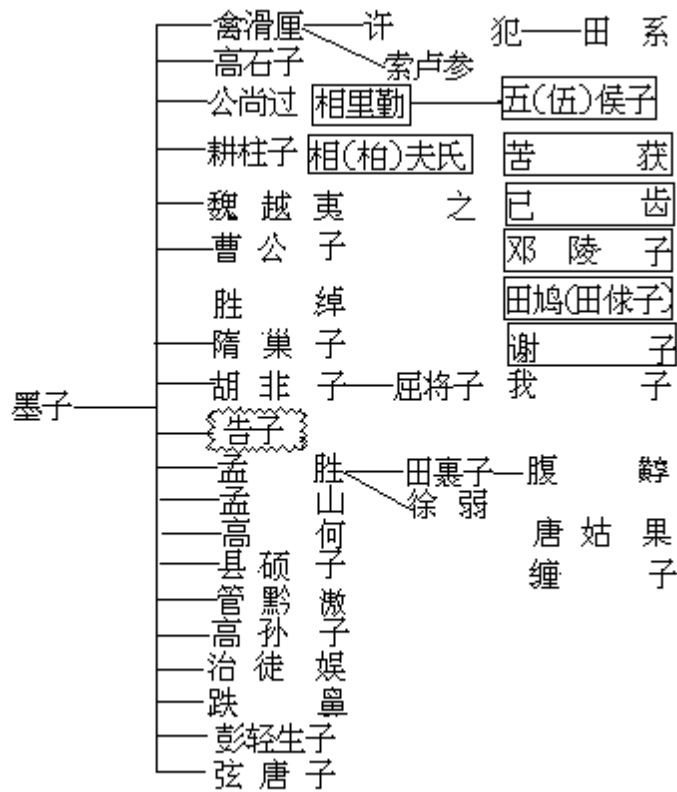 禽滑厘 许 犯 田 系
高石子 索卢参
公尚过 相里勤 五(伍)侯子
耕柱子 相(柏)夫氏 苦 获
魏 越 夷 之 已 齿
曹 公 子 邓 陵 子
胜 绰 田鸠(田俅子)
隋 巢 子 谢 子
墨子 胡 非 子 屈将子 我 子
告子
孟 胜 田襄子 腹 䵍
孟 山 徐 弱
高 何 唐 姑 果
县 硕 子 缠 子
管 黔 滶
高 孙 子
治 徒 娱
跌 鼻
彭轻生子
弦 唐 子